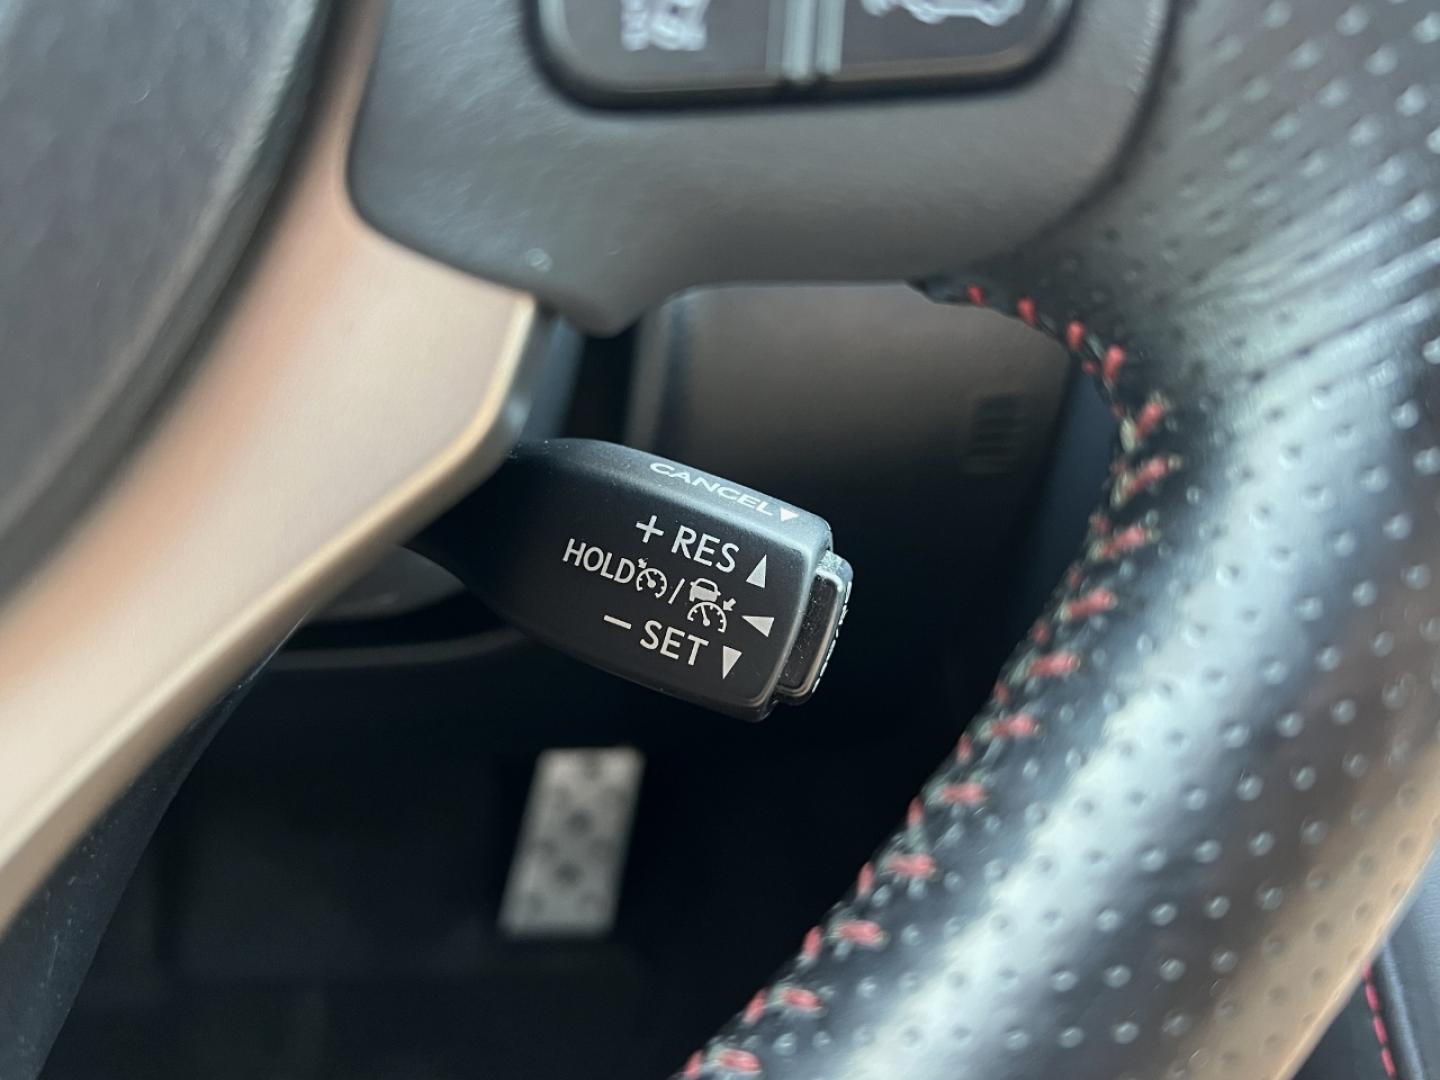 CANCEL▼
+ RES ▲
HOLD /
− SET ▼